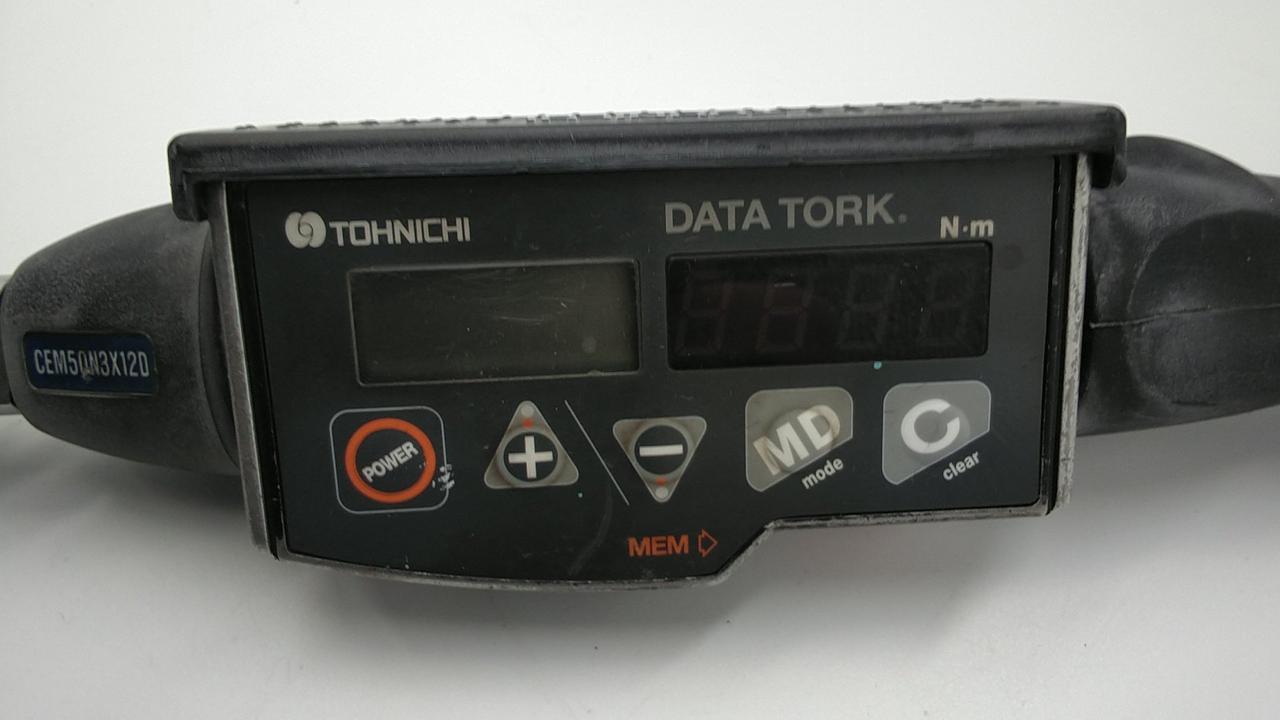 TOHNICHI
DATA TORK.
N·m
CEM50N3X12D
POWER
+
−
MD
mode
C
clear
MEM